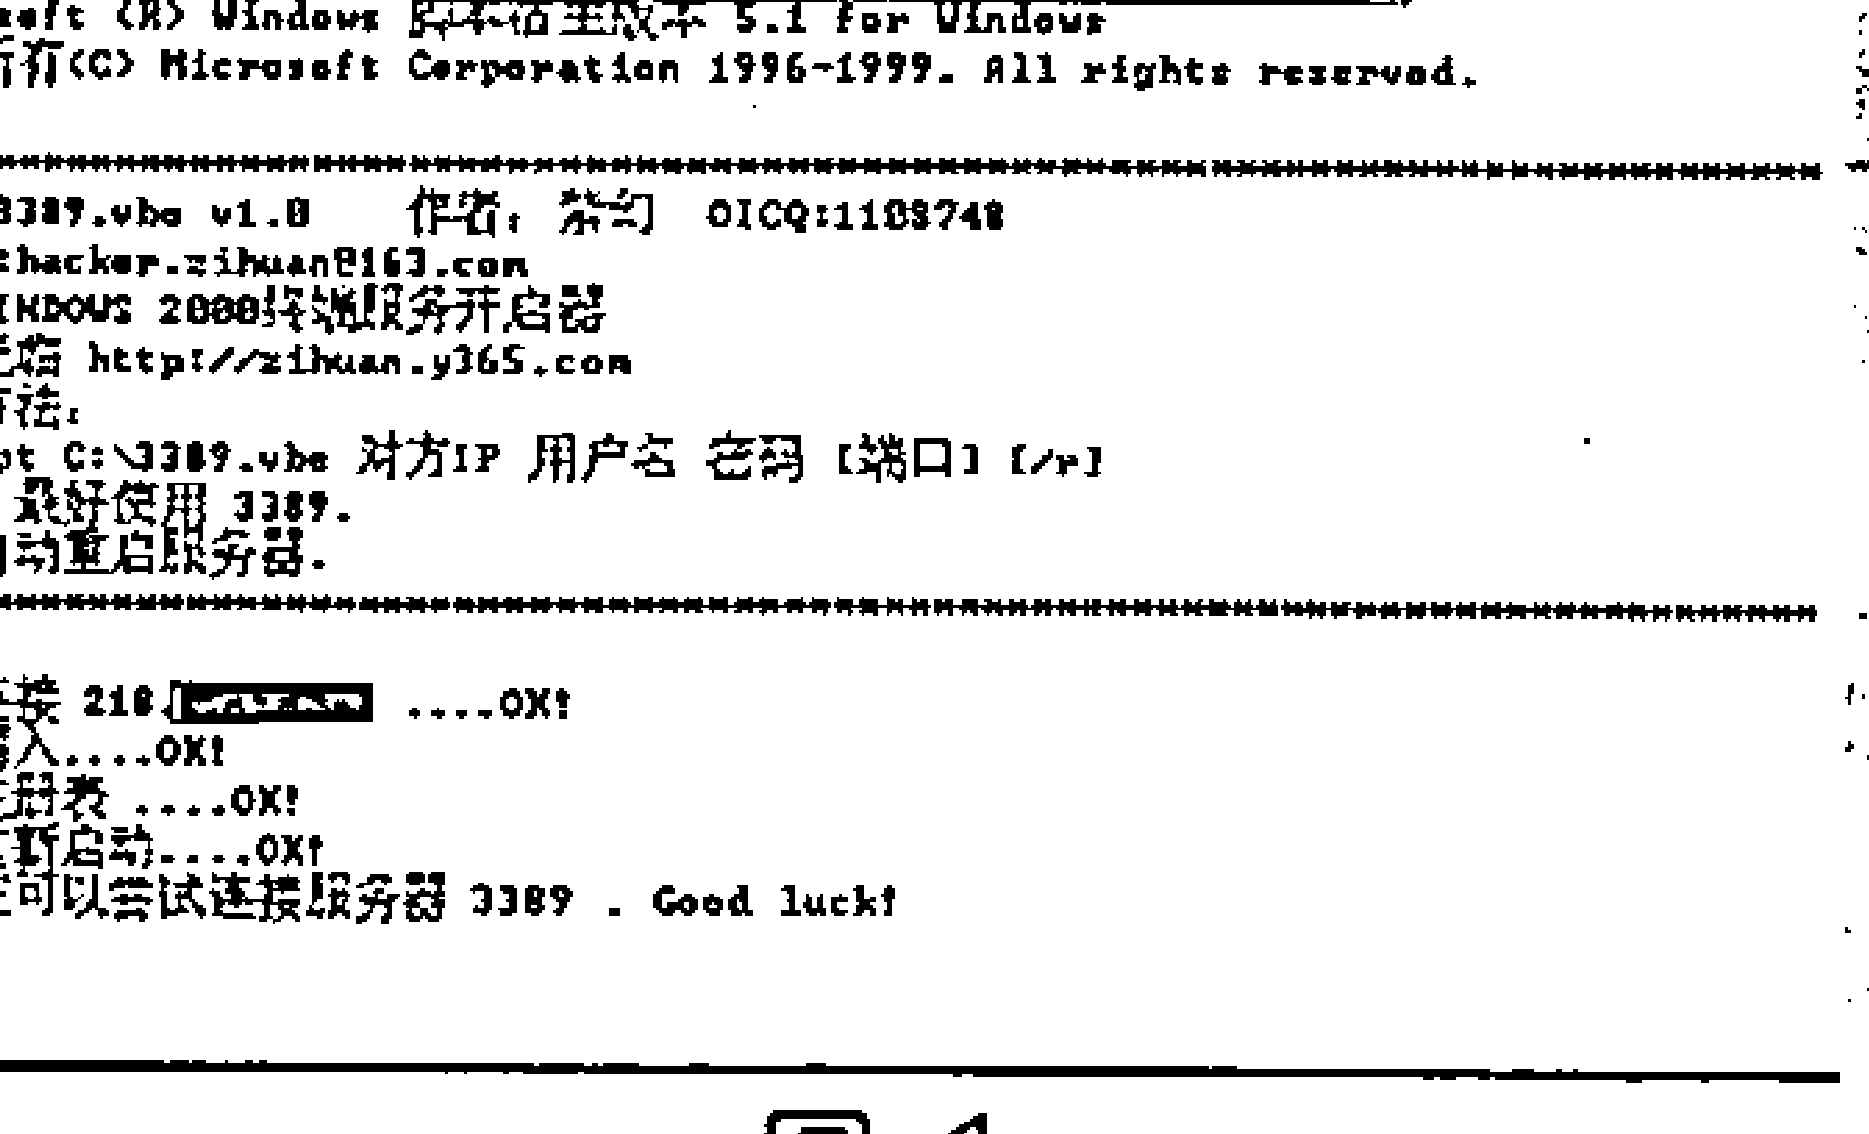 soft (R) Windows 脚本宿主版本 5.1 for Windows
所有(C) Microsoft Corporation 1996-1999. All rights reserved.
3389.vbe v1.0 作者: 紫幻 OICQ:
:hacker.zihuan@163.com
INDOWS 2000终端服务开启器
http://zihuan.y365.com
方法:
pt C:\3389.vbe 对方IP 用户名 密码 [端口] [/r]
最好使用 3389.
自动重启服务器.
连接 218. ....OK!
入....OK!
注册表 ....OK!
重新启动....OK!
在可以尝试连接服务器 3389 . Good luck!